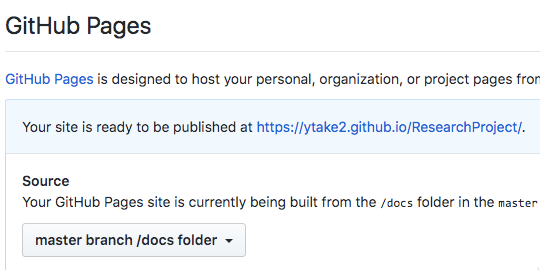 GitHub Pages
GitHub Pages is designed to host your personal, organization, or project pages from
Your site is ready to be published at https://ytake2.github.io/ResearchProject/.
Source
Your GitHub Pages site is currently being built from the /docs folder in the master
master branch /docs folder